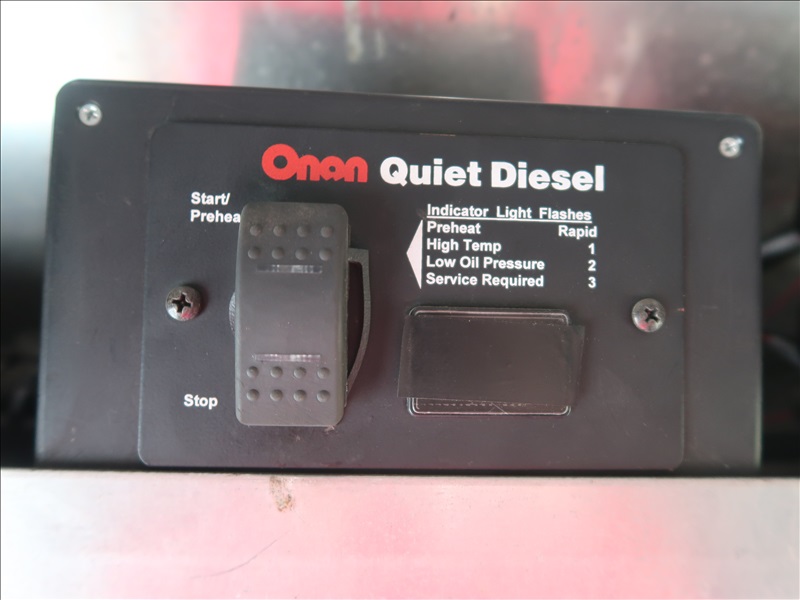 Onan Quiet Diesel
Start/
Preheat
Indicator Light Flashes
Preheat Rapid
High Temp 1
Low Oil Pressure 2
Service Required 3
Stop